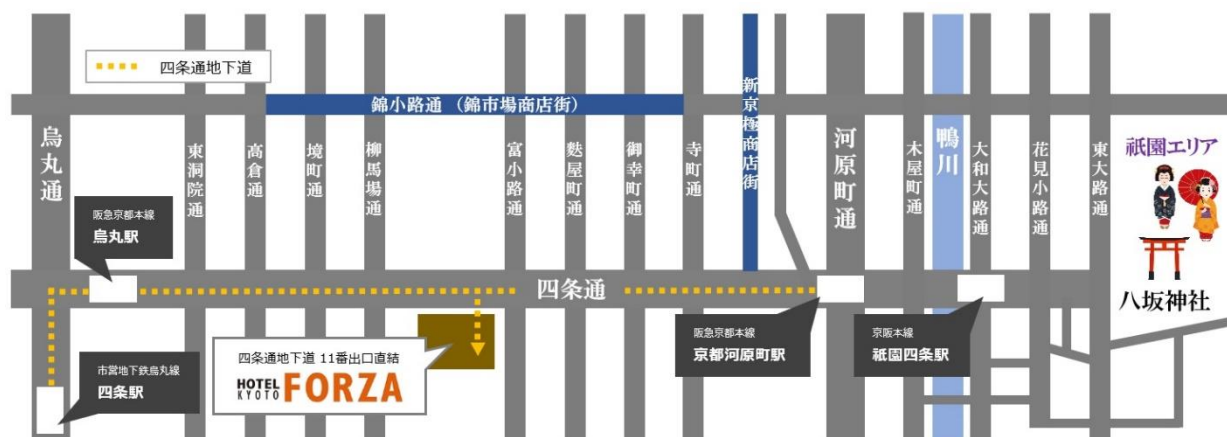 四条通地下道
錦小路通 （錦市場商店街）
烏丸通
東洞院通
高倉通
境町通
柳馬場通
富小路通
麩屋町通
御幸町通
寺町通
新京極商店街
河原町通
木屋町通
鴨川
大和大路通
花見小路通
東大路通
祇園エリア
阪急京都本線
烏丸駅
四条通
八坂神社
市営地下鉄烏丸線
四条駅
四条通地下道 11番出口直結
HOTEL
KYOTO
FORZA
阪急京都本線
京都河原町駅
京阪本線
祇園四条駅